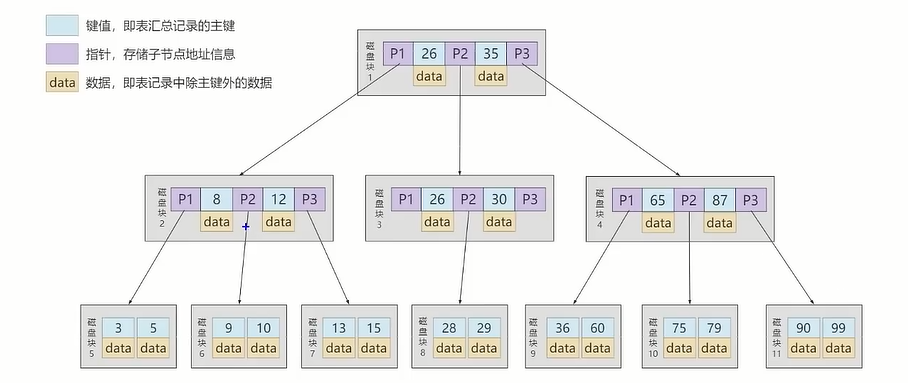 键值，即表汇总记录的主键
指针，存储子节点地址信息
data 数据，即表记录中除主键外的数据
磁盘块1 P1 26 P2 35 P3
data data
磁盘块2 P1 8 P2 12 P3
data data
磁盘块3 P1 26 P2 30 P3
data data
磁盘块4 P1 65 P2 87 P3
data data
磁盘块5 3 5
data data
磁盘块6 9 10
data data
磁盘块7 13 15
data data
磁盘块8 28 29
data data
磁盘块9 36 60
data data
磁盘块10 75 79
data data
磁盘块11 90 99
data data